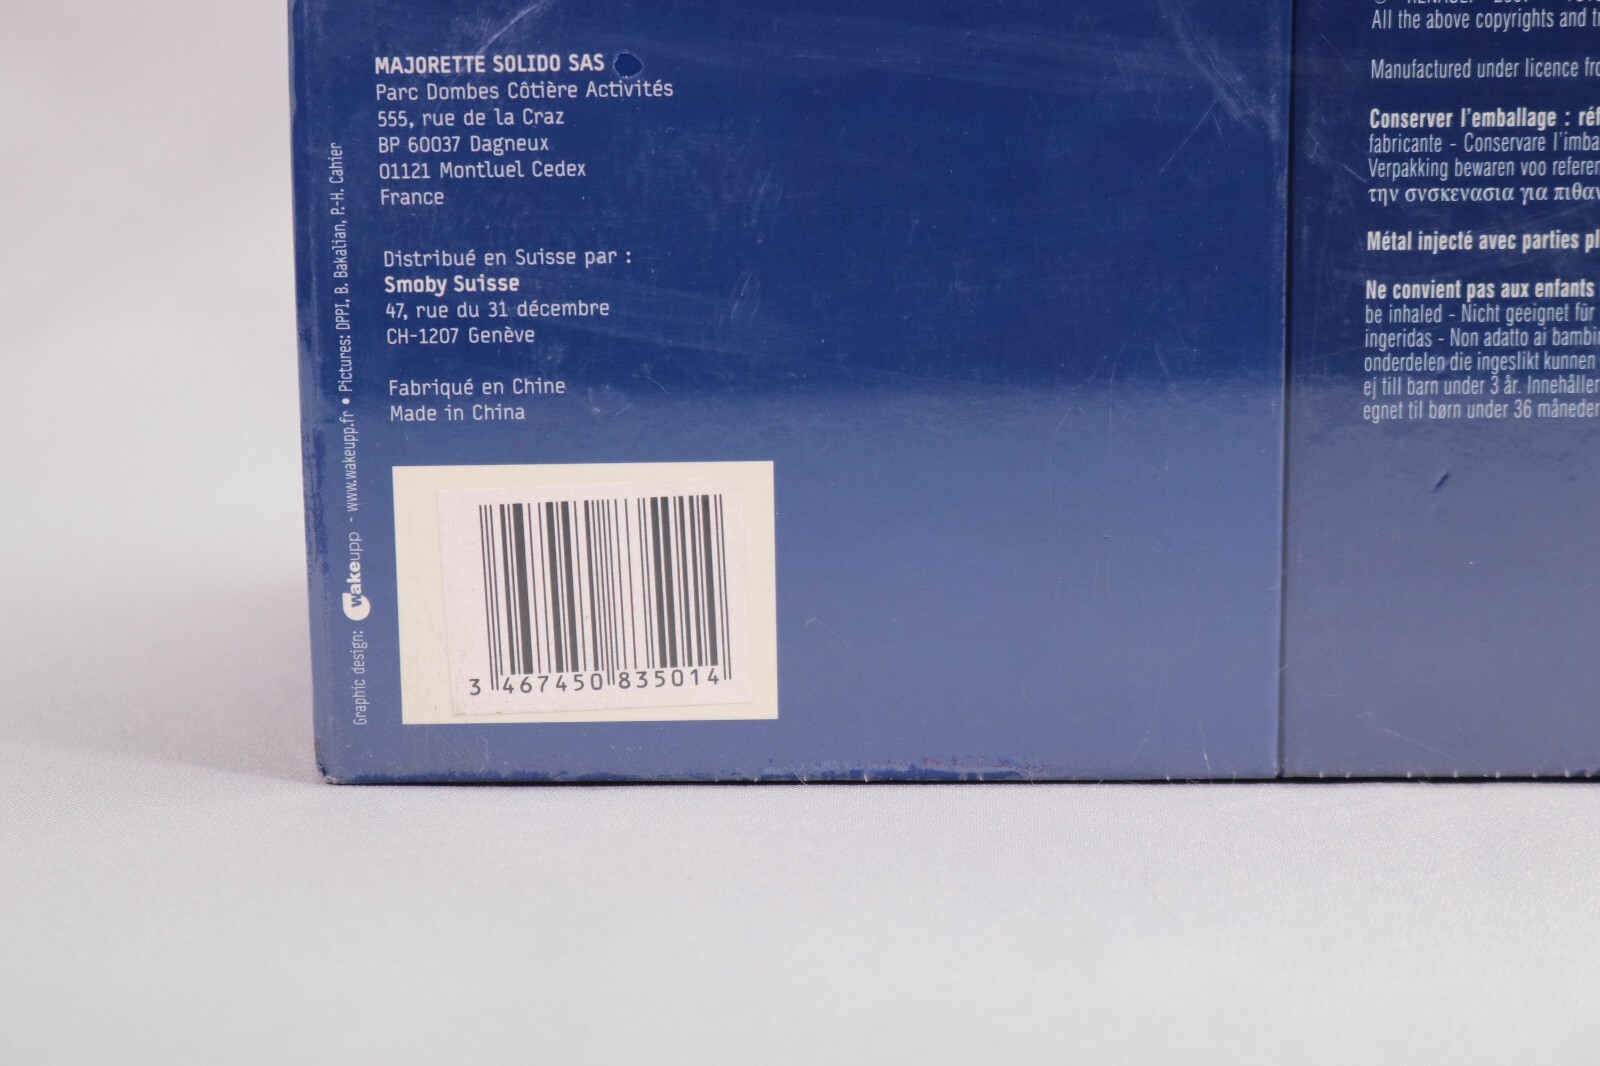 MAJORETTE SOLIDO SAS
Parc Dombes Côtière Activités
555, rue de la Craz
BP 60037 Dagneux
01121 Montluel Cedex
France
Distribué en Suisse par :
Smoby Suisse
47, rue du 31 décembre
CH-1207 Genève
Fabriqué en Chine
Made in China
3 467450 835014
Graphic design: wakeupp - www.wakeupp.fr • Pictures: DPPI, B. Bakalian, P.-H. Cahier
All the above copyrights and
Manufactured under licence
Conserver l'emballage :
fabricante - Conservare
Verpakking bewaren voo
την συσκενασια για
Métal injecté avec parties
Ne convient pas aux enfants
be inhaled - Nicht geeignet für
ingeridas - Non adatto ai
onderdelen die ingeslikt kunnen
ej till barn under 3 år. Innehåller
egnet til børn under 36 måneder